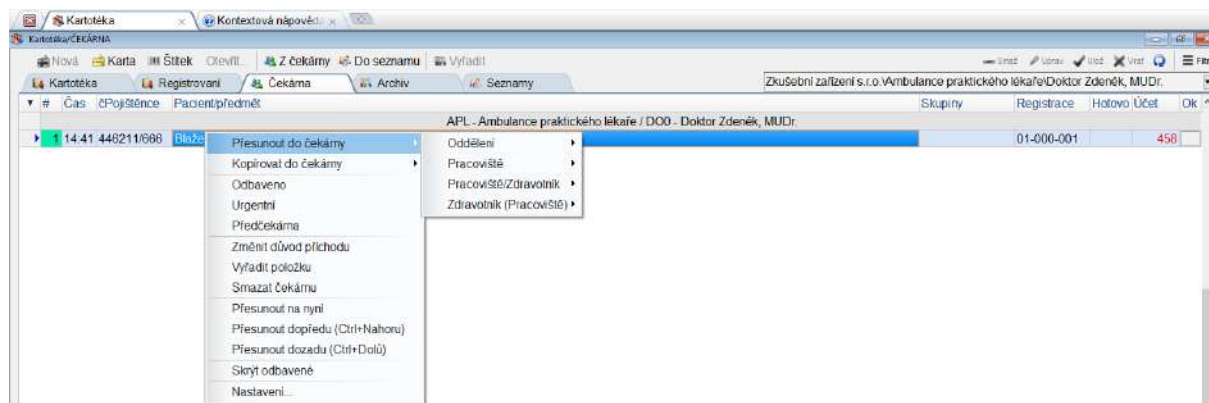 Kartotéka
Kontextová nápověd
Kartotéka/ČEKÁRNA
Nová Karta Štítek Otevřít... Z čekárny Do seznamu Vyřadit
Smaž Uprav Ulož Vrať Filtr
Kartotéka Registrovaní Čekárna Archiv Seznamy
Zkušební zařízení s.r.o.\Ambulance praktického lékaře\Doktor Zdeněk, MUDr.
# Čas čPojištěnce Pacient/předmět Skupiny Registrace Hotovo Účet Ok
APL - Ambulance praktického lékaře / DO0 - Doktor Zdeněk, MUDr.
1 14:41 446211/666 Blaže 01-000-001 458
Přesunout do čekárny
Kopírovat do čekárny
Odbaveno
Urgentní
Předčekárna
Změnit důvod příchodu
Vyřadit položku
Smazat čekárnu
Přesunout na nyní
Přesunout dopředu (Ctrl+Nahoru)
Přesunout dozadu (Ctrl+Dolů)
Skrýt odbavené
Nastavení...
Oddělení
Pracoviště
Pracoviště/Zdravotník
Zdravotník (Pracoviště)